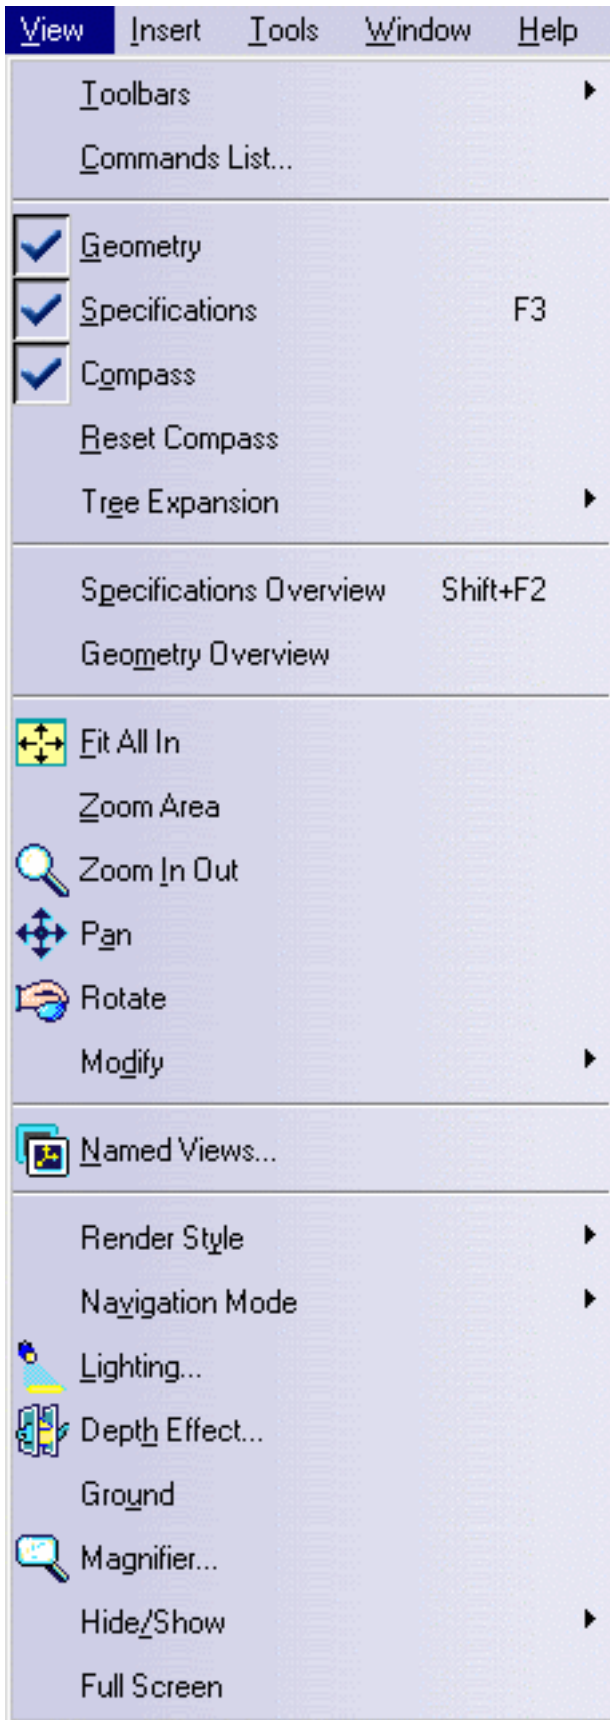 View Insert Tools Window Help
Toolbars
Commands List...
Geometry
Specifications F3
Compass
Reset Compass
Tree Expansion
Specifications Overview Shift+F2
Geometry Overview
Fit All In
Zoom Area
Zoom In Out
Pan
Rotate
Modify
Named Views...
Render Style
Navigation Mode
Lighting...
Depth Effect...
Ground
Magnifier...
Hide/Show
Full Screen